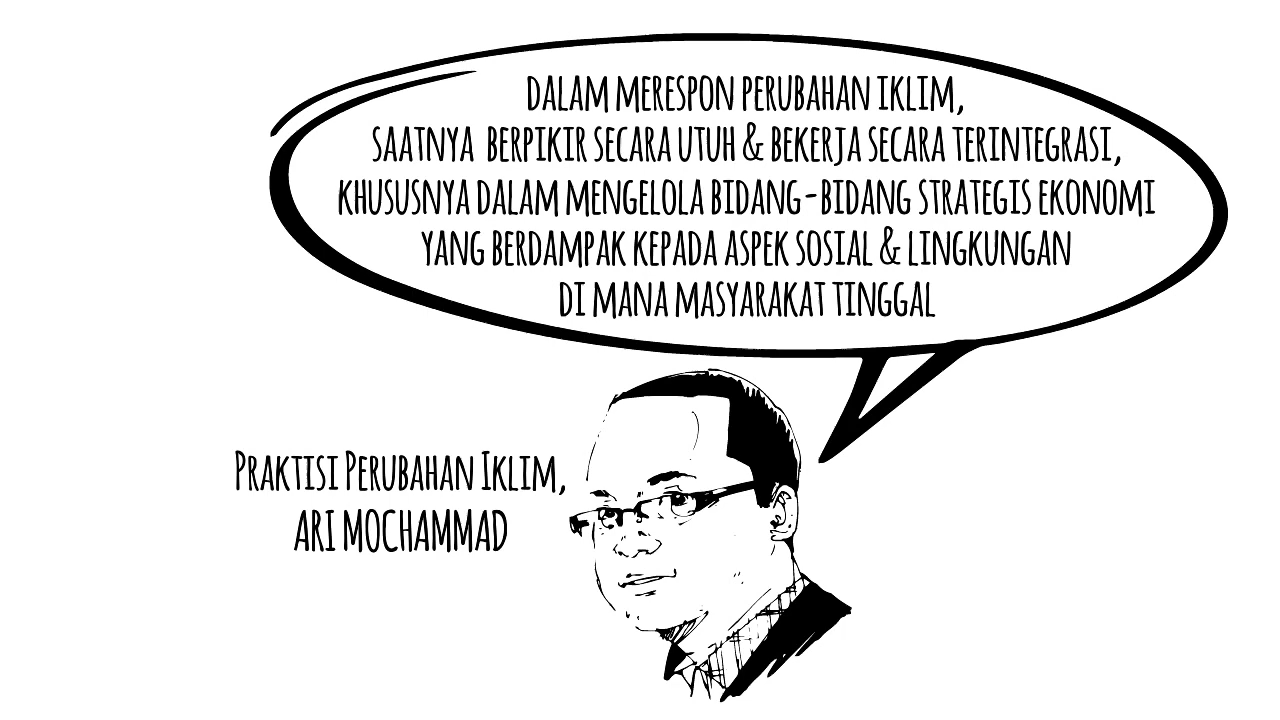 DALAM MERESPON PERUBAHAN IKLIM,
SAATNYA BERPIKIR SECARA UTUH & BEKERJA SECARA TERINTEGRASI,
KHUSUSNYA DALAM MENGELOLA BIDANG-BIDANG STRATEGIS EKONOMI
YANG BERDAMPAK KEPADA ASPEK SOSIAL & LINGKUNGAN
DI MANA MASYARAKAT TINGGAL
PRAKTISI PERUBAHAN IKLIM,
ARI MOCHAMMAD